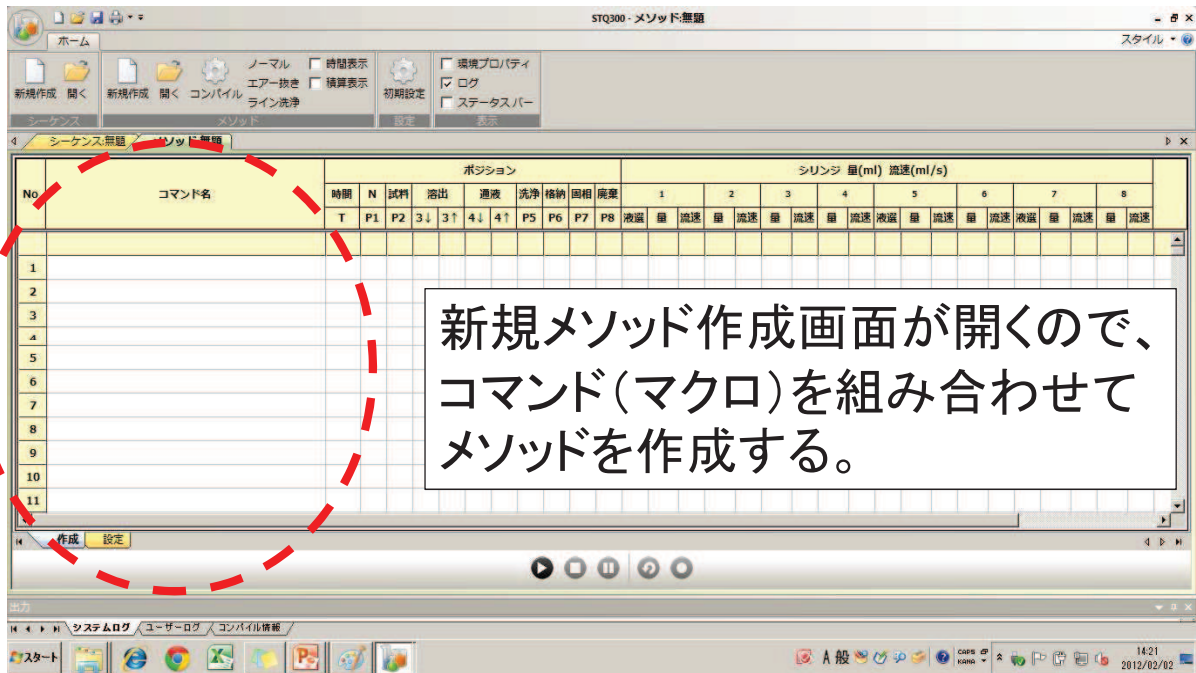 STQ300 - メソッド:無題
ホーム
スタイル
新規作成 開く
シーケンス
新規作成 開く コンパイル
ノーマル
エアー抜き
ライン洗浄
時間表示
積算表示
メソッド
初期設定
設定
環境プロパティ
ログ
ステータスバー
表示
シーケンス:無題 メソッド:無題
No コマンド名 ポジション シリンジ 量(ml) 流速(ml/s)
時間 N 試料 溶出 通液 洗浄 格納 固相 廃棄 1 2 3 4 5 6 7 8
T P1 P2 3↓ 3↑ 4↓ 4↑ P5 P6 P7 P8 液選 量 流速 量 流速 量 流速 量 流速 液選 量 流速 量 流速 液選 量 流速 量 流速
1
2
3
4
5
6
7
8
9
10
11
新規メソッド作成画面が開くので、
コマンド(マクロ)を組み合わせて
メソッドを作成する。
作成 設定
出力
システムログ ユーザーログ コンパイル情報
スタート
A 般
CAPS
KANA
14:21
2012/02/02